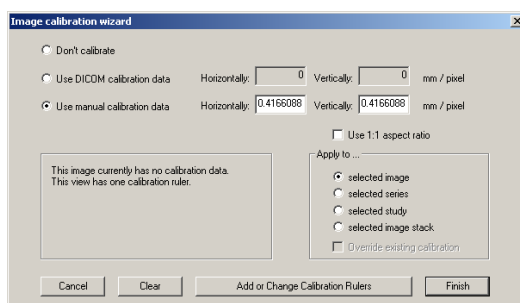 Image calibration wizard
Don't calibrate
Use DICOM calibration data Horizontally: 0 Vertically: 0 mm / pixel
Use manual calibration data Horizontally: 0.4166088 Vertically: 0.4166088 mm / pixel
Use 1:1 aspect ratio
This image currently has no calibration data.
This view has one calibration ruler.
Apply to ...
selected image
selected series
selected study
selected image stack
Override existing calibration
Cancel Clear Add or Change Calibration Rulers Finish